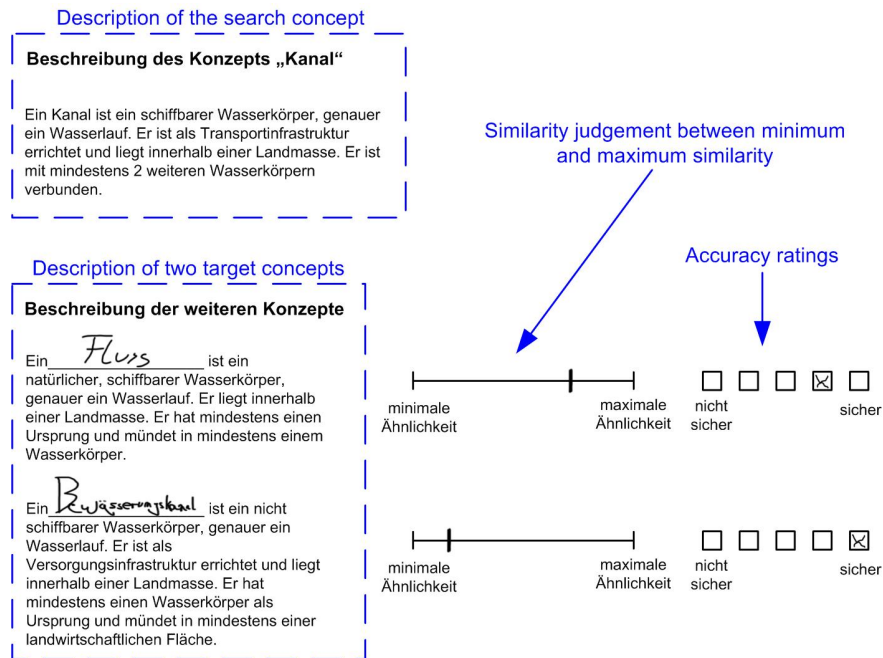 Description of the search concept
Beschreibung des Konzepts „Kanal“
Ein Kanal ist ein schiffbarer Wasserkörper, genauer
ein Wasserlauf. Er ist als Transportinfrastruktur
errichtet und liegt innerhalb einer Landmasse. Er ist
mit mindestens 2 weiteren Wasserkörpern
verbunden.
Similarity judgement between minimum
and maximum similarity
Accuracy ratings
Description of two target concepts
Beschreibung der weiteren Konzepte
Ein Fluss ist ein
natürlicher, schiffbarer Wasserkörper,
genauer ein Wasserlauf. Er liegt innerhalb
einer Landmasse. Er hat mindestens einen
Ursprung und mündet in mindestens einem
Wasserkörper.
minimale
Ähnlichkeit
maximale
Ähnlichkeit
nicht
sicher
sicher
Ein Bewässerungskanal ist ein nicht
schiffbarer Wasserkörper, genauer ein
Wasserlauf. Er ist als
Versorgungsinfrastruktur errichtet und liegt
innerhalb einer Landmasse. Er hat
mindestens einen Wasserkörper als
Ursprung und mündet in mindestens einer
landwirtschaftlichen Fläche.
minimale
Ähnlichkeit
maximale
Ähnlichkeit
nicht
sicher
sicher